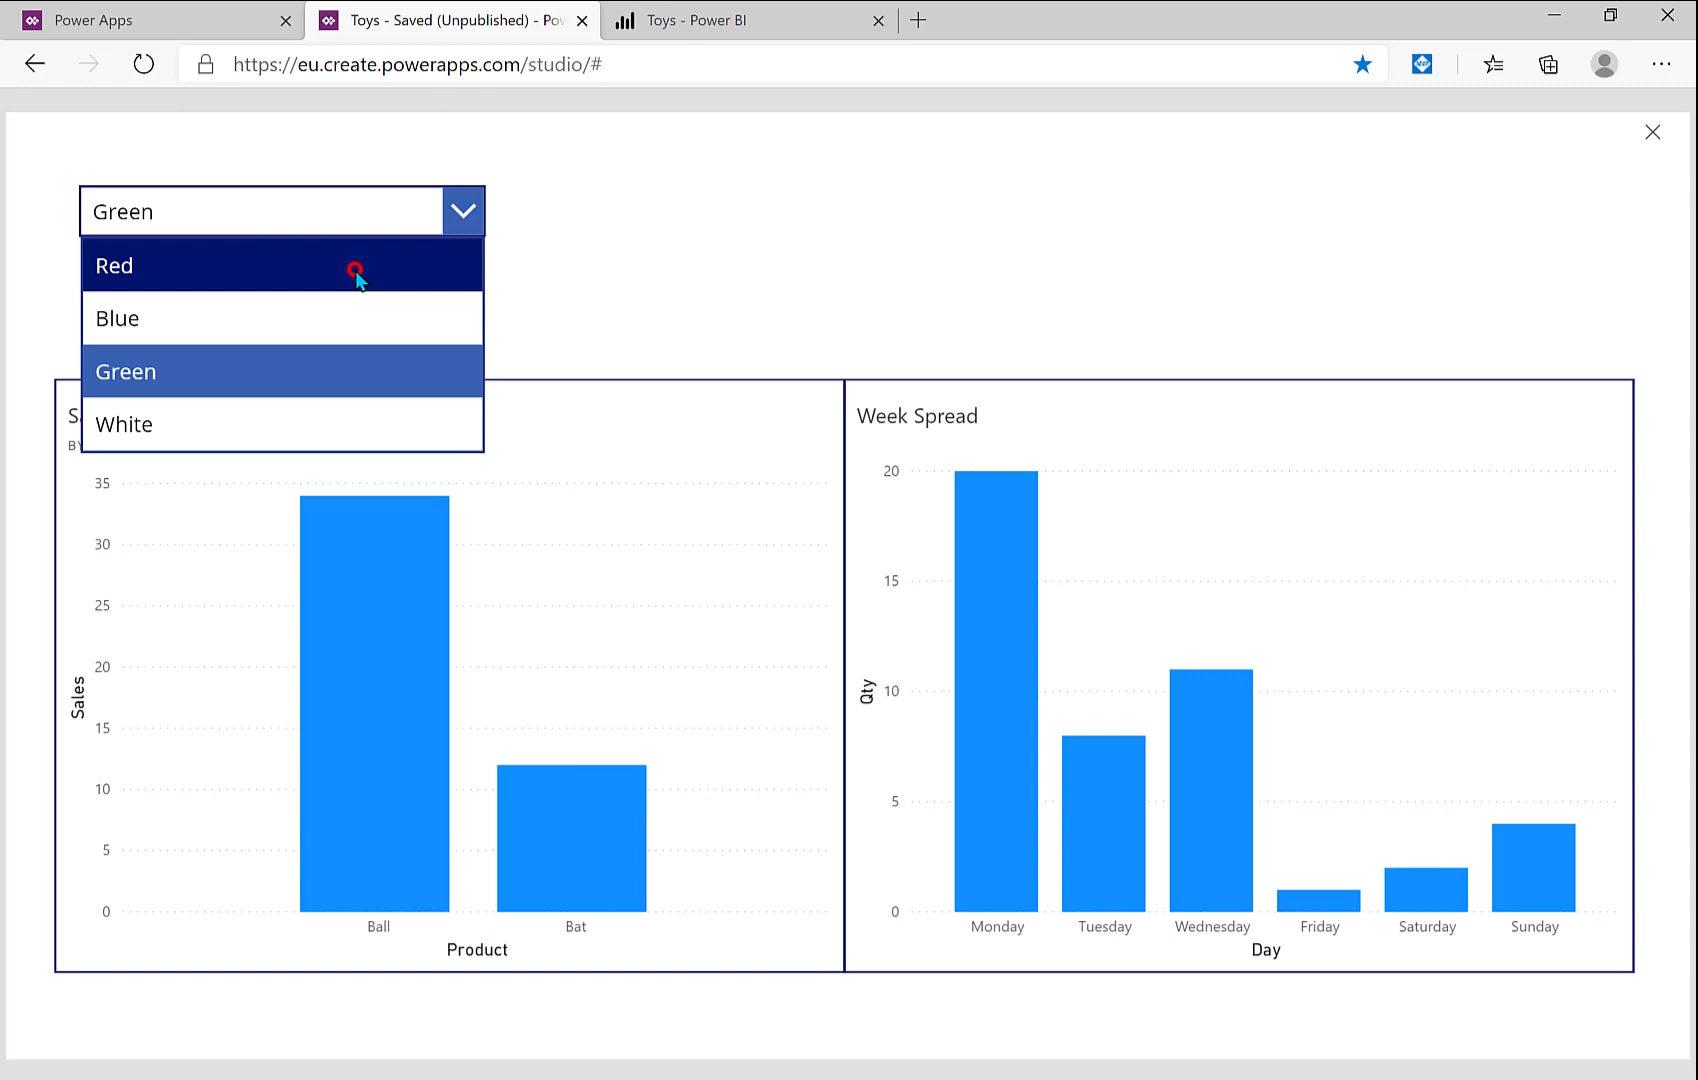 Power Apps
Toys - Saved (Unpublished) - Pow
Toys - Power BI
https://eu.create.powerapps.com/studio/#
Green
Red
Blue
Green
White
Week Spread
35
30
25
20
15
10
5
0
Sales
Ball
Bat
Product
20
15
10
5
0
Qty
Monday
Tuesday
Wednesday
Friday
Saturday
Sunday
Day